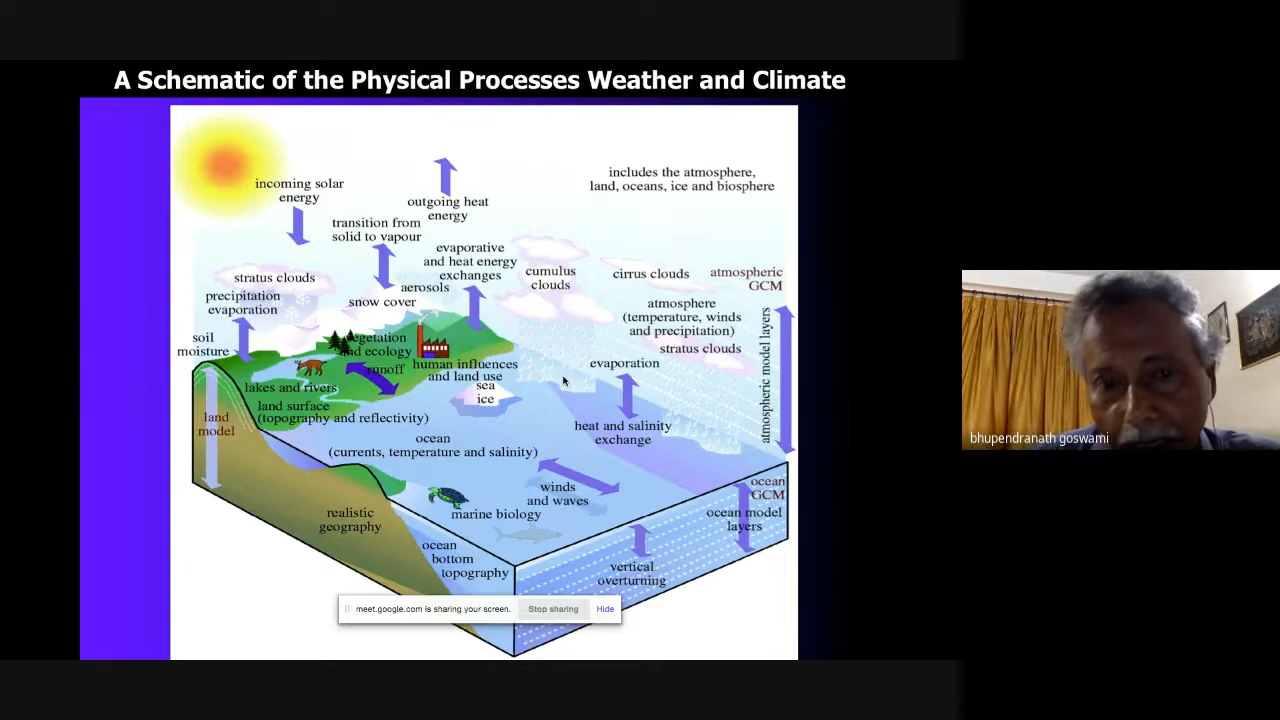 A Schematic of the Physical Processes Weather and Climate
incoming solar
energy
outgoing heat
energy
includes the atmosphere,
land, oceans, ice and biosphere
transition from
solid to vapour
evaporative
and heat energy
exchanges
stratus clouds
aerosols
cumulus
clouds
cirrus clouds
atmospheric
GCM
precipitation
evaporation
snow cover
atmosphere
(temperature, winds
and precipitation)
soil
moisture
vegetation
and ecology
stratus clouds
atmospheric model layers
runoff
human influences
and land use
evaporation
lakes and rivers
sea
ice
land surface
(topography and reflectivity)
land
model
heat and salinity
exchange
ocean
(currents, temperature and salinity)
winds
and waves
ocean
GCM
realistic
geography
marine biology
ocean model
layers
ocean
bottom
topography
vertical
overturning
meet.google.com is sharing your screen.
Stop sharing
Hide
bhupendranath goswami